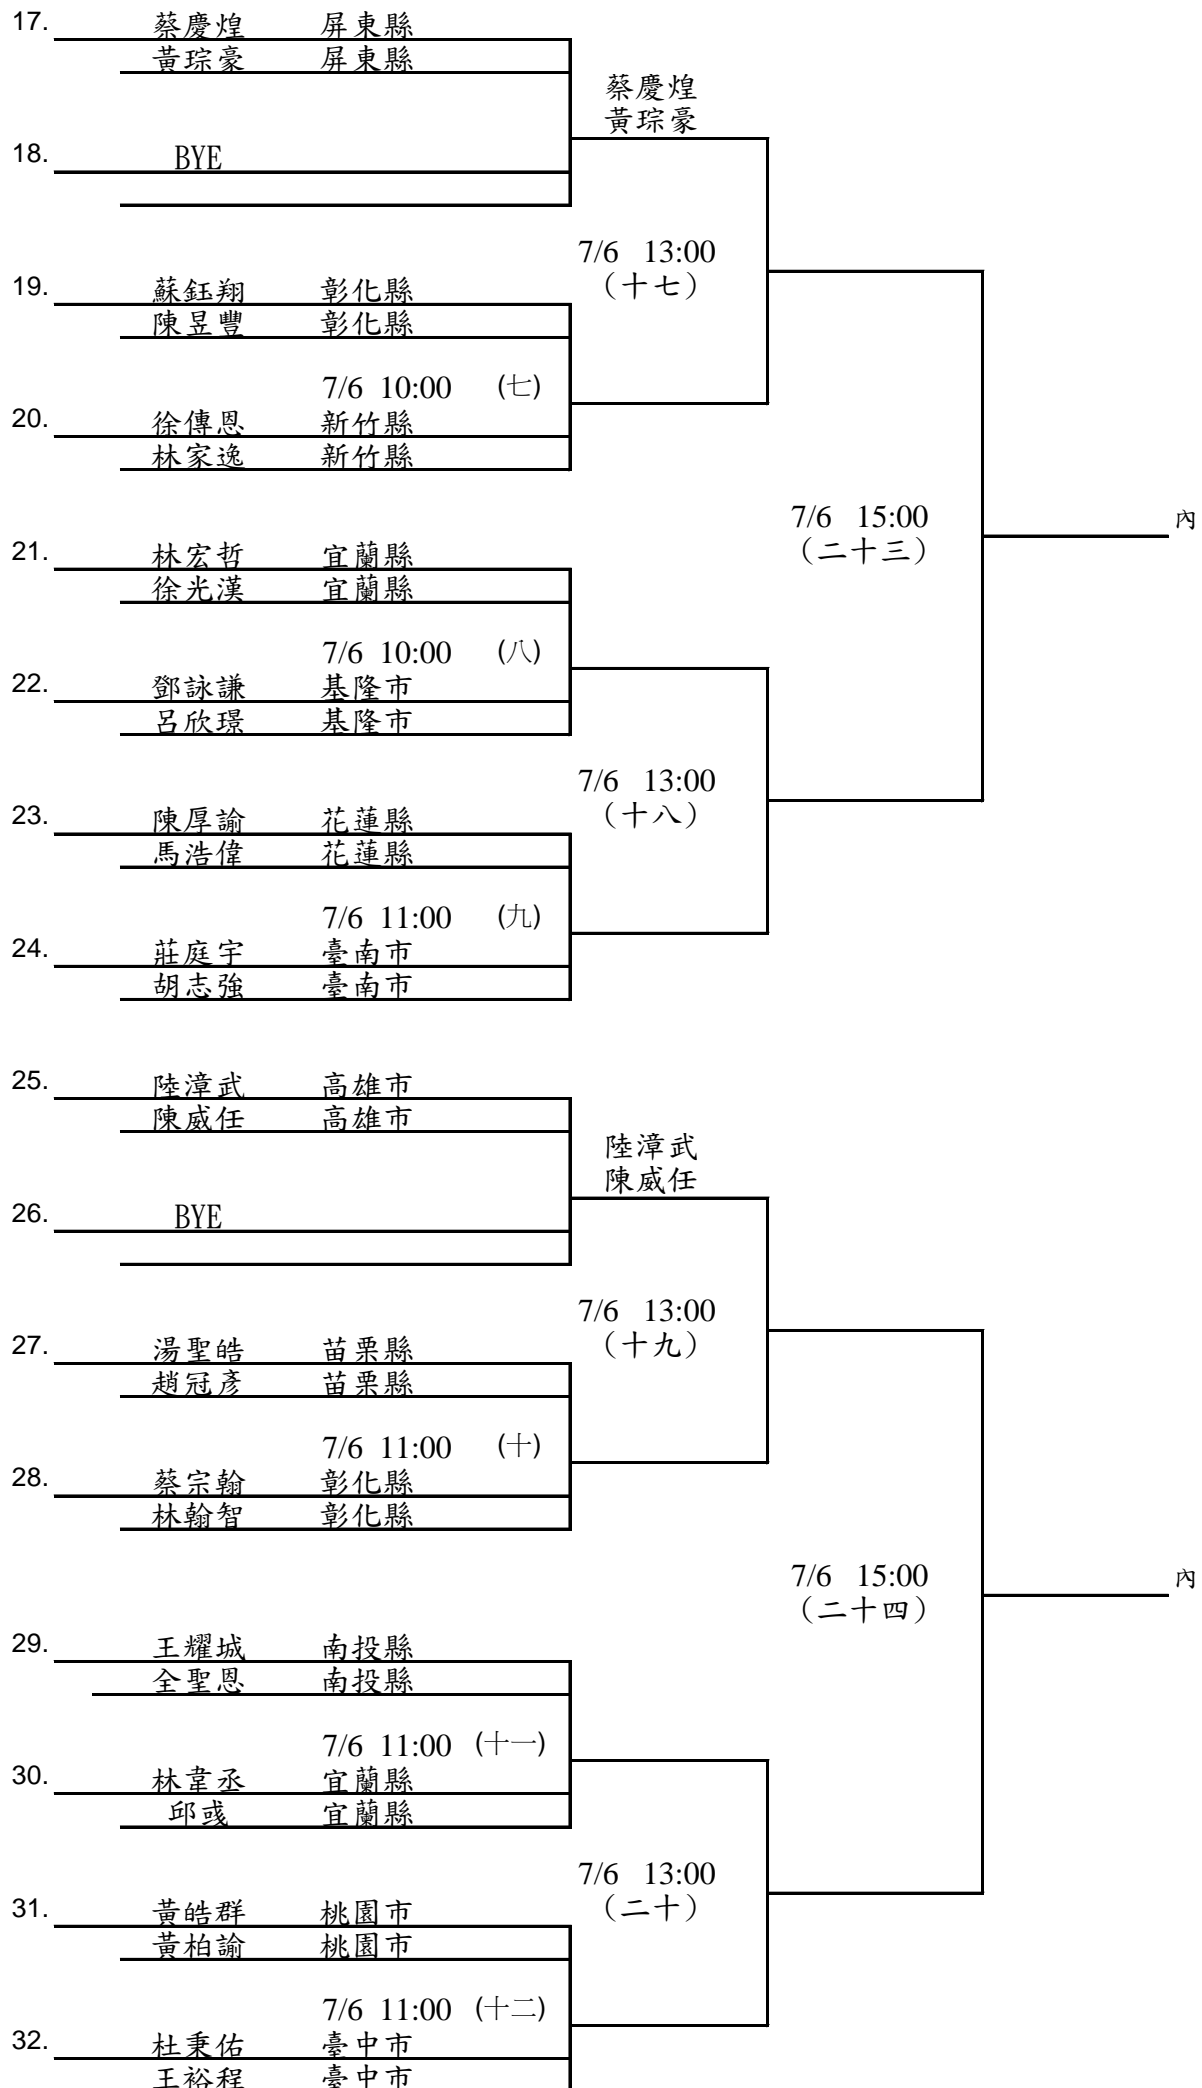 17. 蔡慶煌 屏東縣
黃琮豪 屏東縣
蔡慶煌
黃琮豪
18. BYE
7/6 13:00
（十七）
19. 蘇鈺翔 彰化縣
陳昱豐 彰化縣
7/6 10:00 (七)
20. 徐傳恩 新竹縣
林家逸 新竹縣
7/6 15:00
（二十三）
內
21. 林宏哲 宜蘭縣
徐光漢 宜蘭縣
7/6 10:00 (八)
22. 鄧詠謙 基隆市
呂欣璟 基隆市
7/6 13:00
（十八）
23. 陳厚諭 花蓮縣
馬浩偉 花蓮縣
7/6 11:00 (九)
24. 莊庭宇 臺南市
胡志強 臺南市
25. 陸漳武 高雄市
陳威任 高雄市
陸漳武
陳威任
26. BYE
7/6 13:00
（十九）
27. 湯聖皓 苗栗縣
趙冠彥 苗栗縣
7/6 11:00 (十)
28. 蔡宗翰 彰化縣
林翰智 彰化縣
7/6 15:00
（二十四）
內
29. 王耀城 南投縣
全聖恩 南投縣
7/6 11:00 (十一)
30. 林韋丞 宜蘭縣
邱彧 宜蘭縣
7/6 13:00
（二十）
31. 黃皓群 桃園市
黃柏諭 桃園市
7/6 11:00 (十二)
32. 杜秉佑 臺中市
王裕程 臺中市